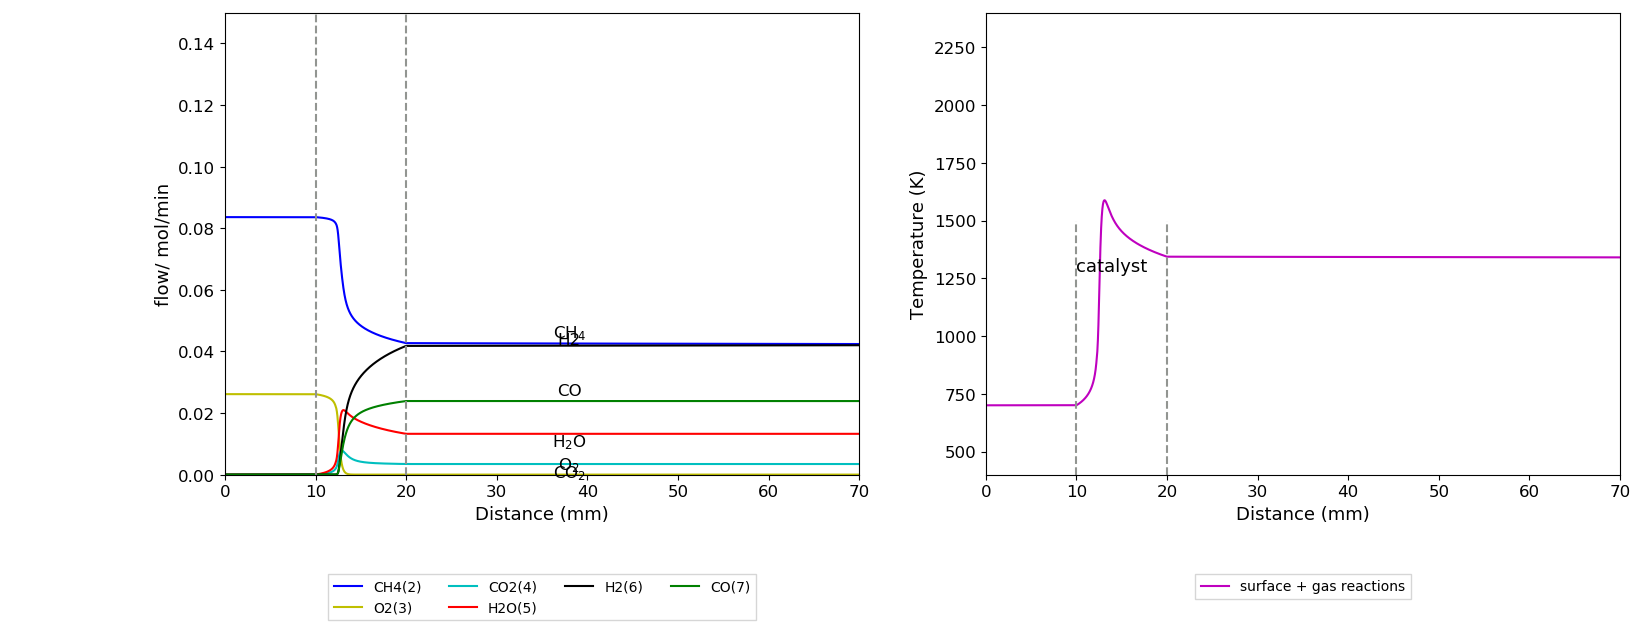 0.14
0.12
0.10
0.08
0.06
0.04
0.02
0.00
flow/ mol/min
CH₄
H2
CO
H₂O
O₂
CO₂
0 10 20 30 40 50 60 70
Distance (mm)
CH4(2) CO2(4) H2(6) CO(7)
O2(3) H2O(5)
2250
2000
1750
1500
1250
1000
750
500
Temperature (K)
catalyst
0 10 20 30 40 50 60 70
Distance (mm)
surface + gas reactions